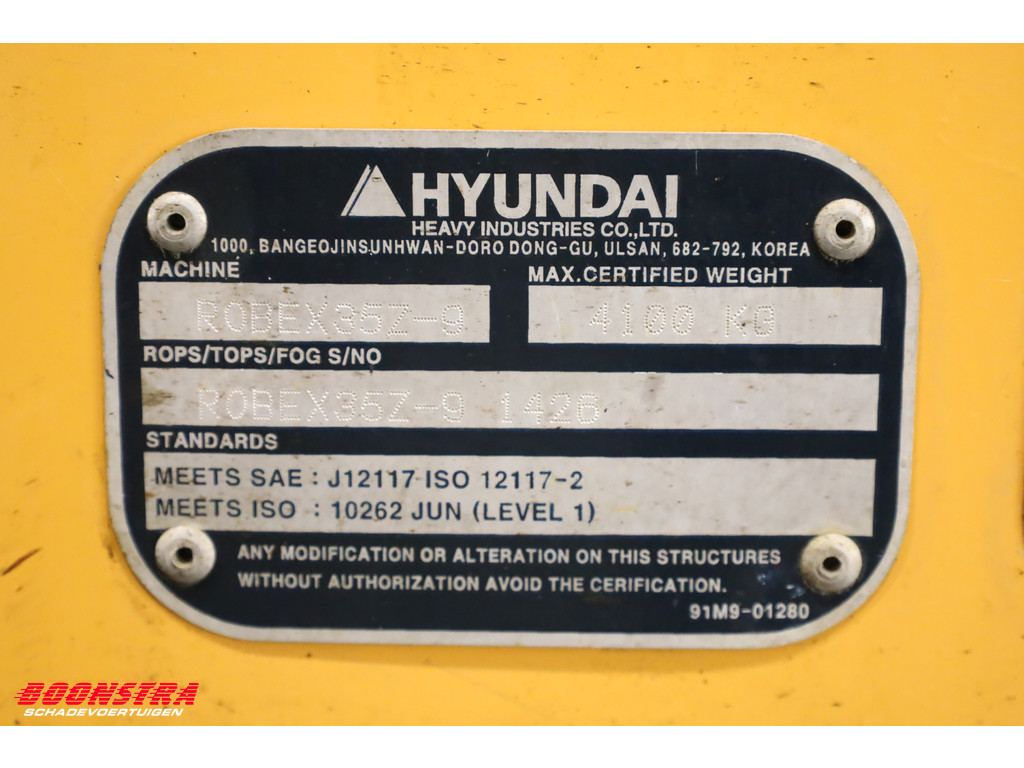 HYUNDAI
HEAVY INDUSTRIES CO.,LTD.
1000, BANGEOJINSUNHWAN-DORO DONG-GU, ULSAN, 682-792, KOREA
MACHINE MAX.CERTIFIED WEIGHT
ROBEX35Z-9 4100 KG
ROPS/TOPS/FOG S/NO
ROBEX35Z-9 1426
STANDARDS
MEETS SAE : J12117 ISO 12117-2
MEETS ISO : 10262 JUN (LEVEL 1)
ANY MODIFICATION OR ALTERATION ON THIS STRUCTURES
WITHOUT AUTHORIZATION AVOID THE CERIFICATION.
91M9-01280
BOONSTRA
SCHADEVOERTUIGEN